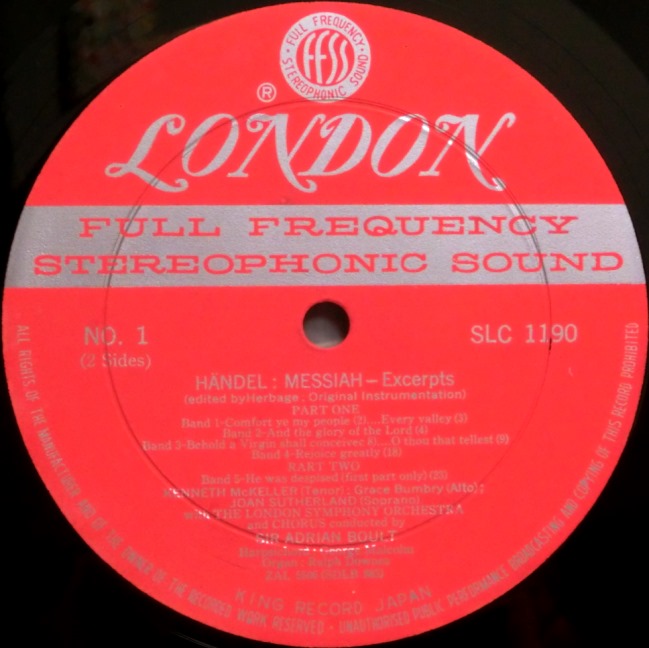 FULL FREQUENCY
FFSS
STEREOPHONIC SOUND
®
LONDON
FULL FREQUENCY
STEREOPHONIC SOUND
NO. 1
SLC 1190
(2 Sides)
HÄNDEL : MESSIAH – Excerpts
(edited by Herbage . Original Instrumentation)
PART ONE
Band 1-Comfort ye my people (2)....Every valley (3)
Band 2-And the glory of the Lord (4)
Band 3-Behold a Virgin shall conceive( 8)....O thou that tellest (9)
Band 4-Rejoice greatly (18)
RART TWO
Band 5-He was despised (first part only) (23)
KENNETH McKELLER (Tenor) ; Grace Bumbry (Alto) ;
JOAN SUTHERLAND (Soprano)
with THE LONDON SYMPHONY ORCHESTRA
and CHORUS conducted by
SIR ADRIAN BOULT
Malcolm
Organ : Ralph Downes
ZAL
KING RECORD JAPAN
ALL RIGHTS OF THE MANUFACTURER AND OF THE OWNER OF THE RECORDED WORK RESERVED - UNAUTHORISED PUBLIC PERFORMANCE BROADCASTING AND COPYING OF THIS RECORD PROHIBITED